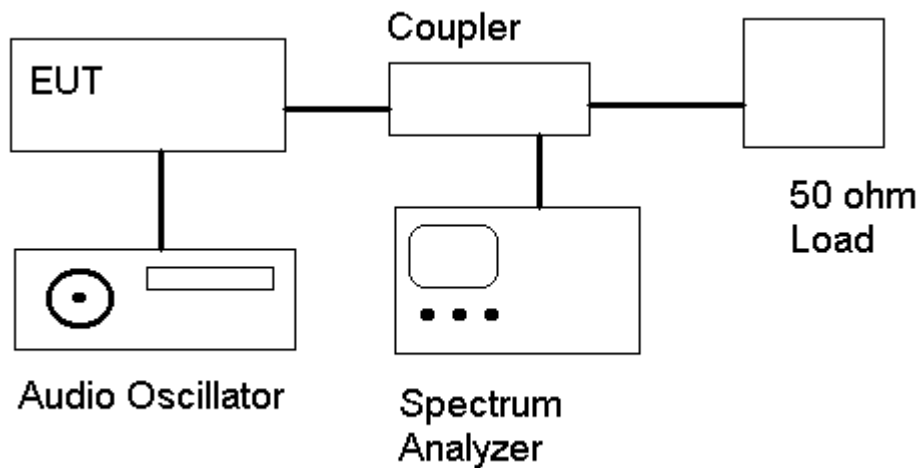 Coupler
EUT
50 ohm
Load
Audio Oscillator
Spectrum
Analyzer